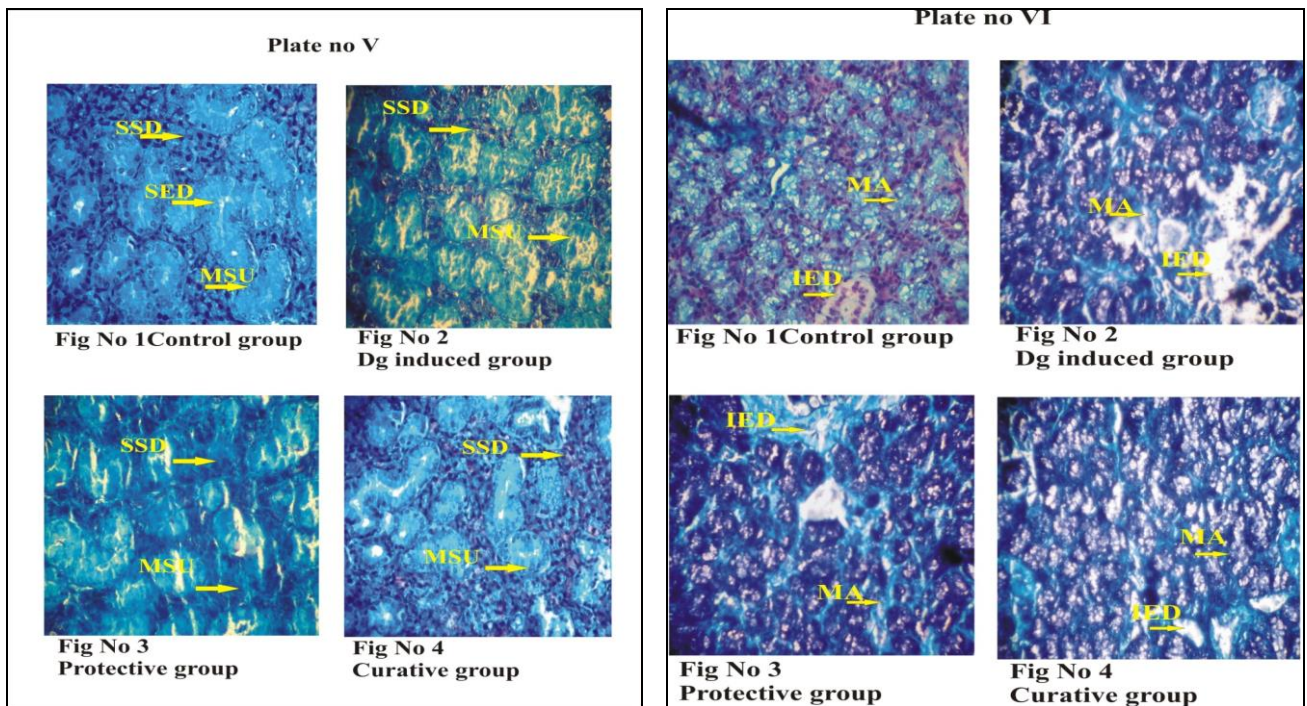 Plate no V
SSD
SED
MSU
Fig No 1Control group
SSD
MSU
Fig No 2
Dg induced group
SSD
MSU
Fig No 3
Protective group
SSD
MSU
Fig No 4
Curative group
Plate no VI
MA
IED
Fig No 1Control group
MA
IED
Fig No 2
Dg induced group
IED
MA
Fig No 3
Protective group
MA
IED
Fig No 4
Curative group